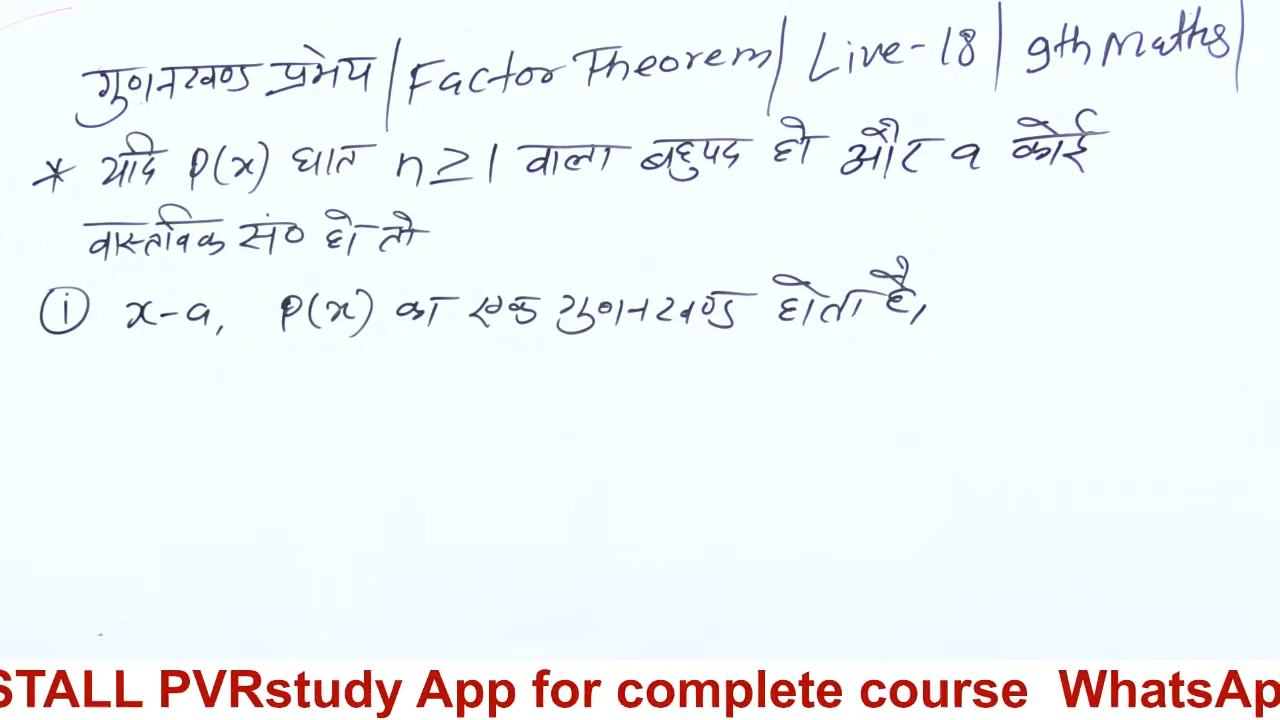 गुणनखण्ड प्रमेय | Factor Theorem | Live-18 | 9th Maths |
* यदि P(x) घात n ≥ 1 वाला बहुपद हो और a कोई
वास्तविक सं० हो तो
(i) x-a, P(x) का एक गुणनखण्ड होता है,
STALL PVRstudy App for complete course WhatsAp